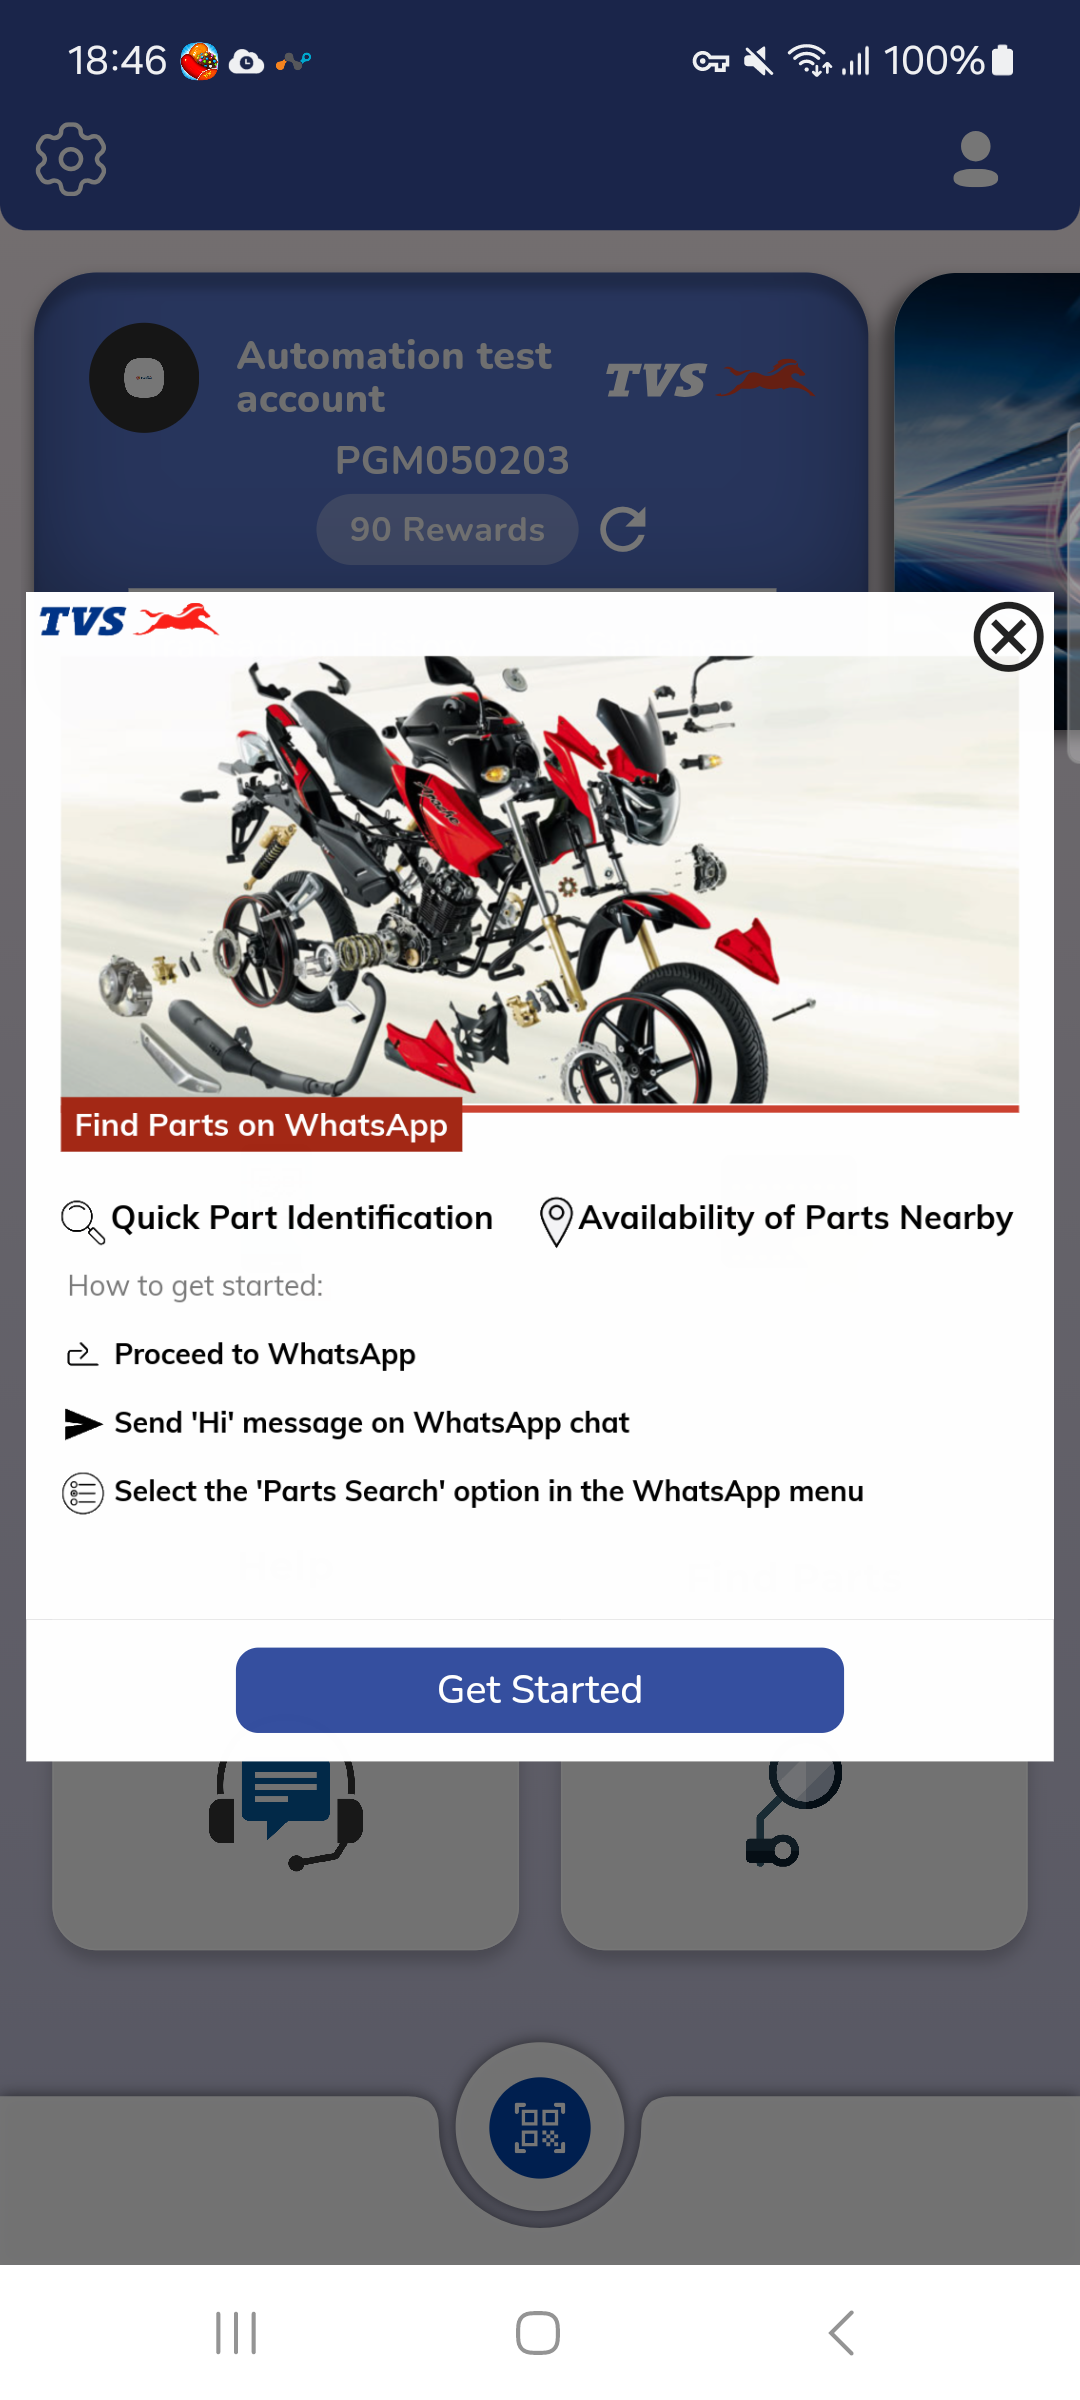 18:46
100%
Automation test
account
TVS
PGM050203
90 Rewards
TVS
Find Parts on WhatsApp
Quick Part Identification
Availability of Parts Nearby
How to get started:
Proceed to WhatsApp
Send 'Hi' message on WhatsApp chat
Select the 'Parts Search' option in the WhatsApp menu
Get Started